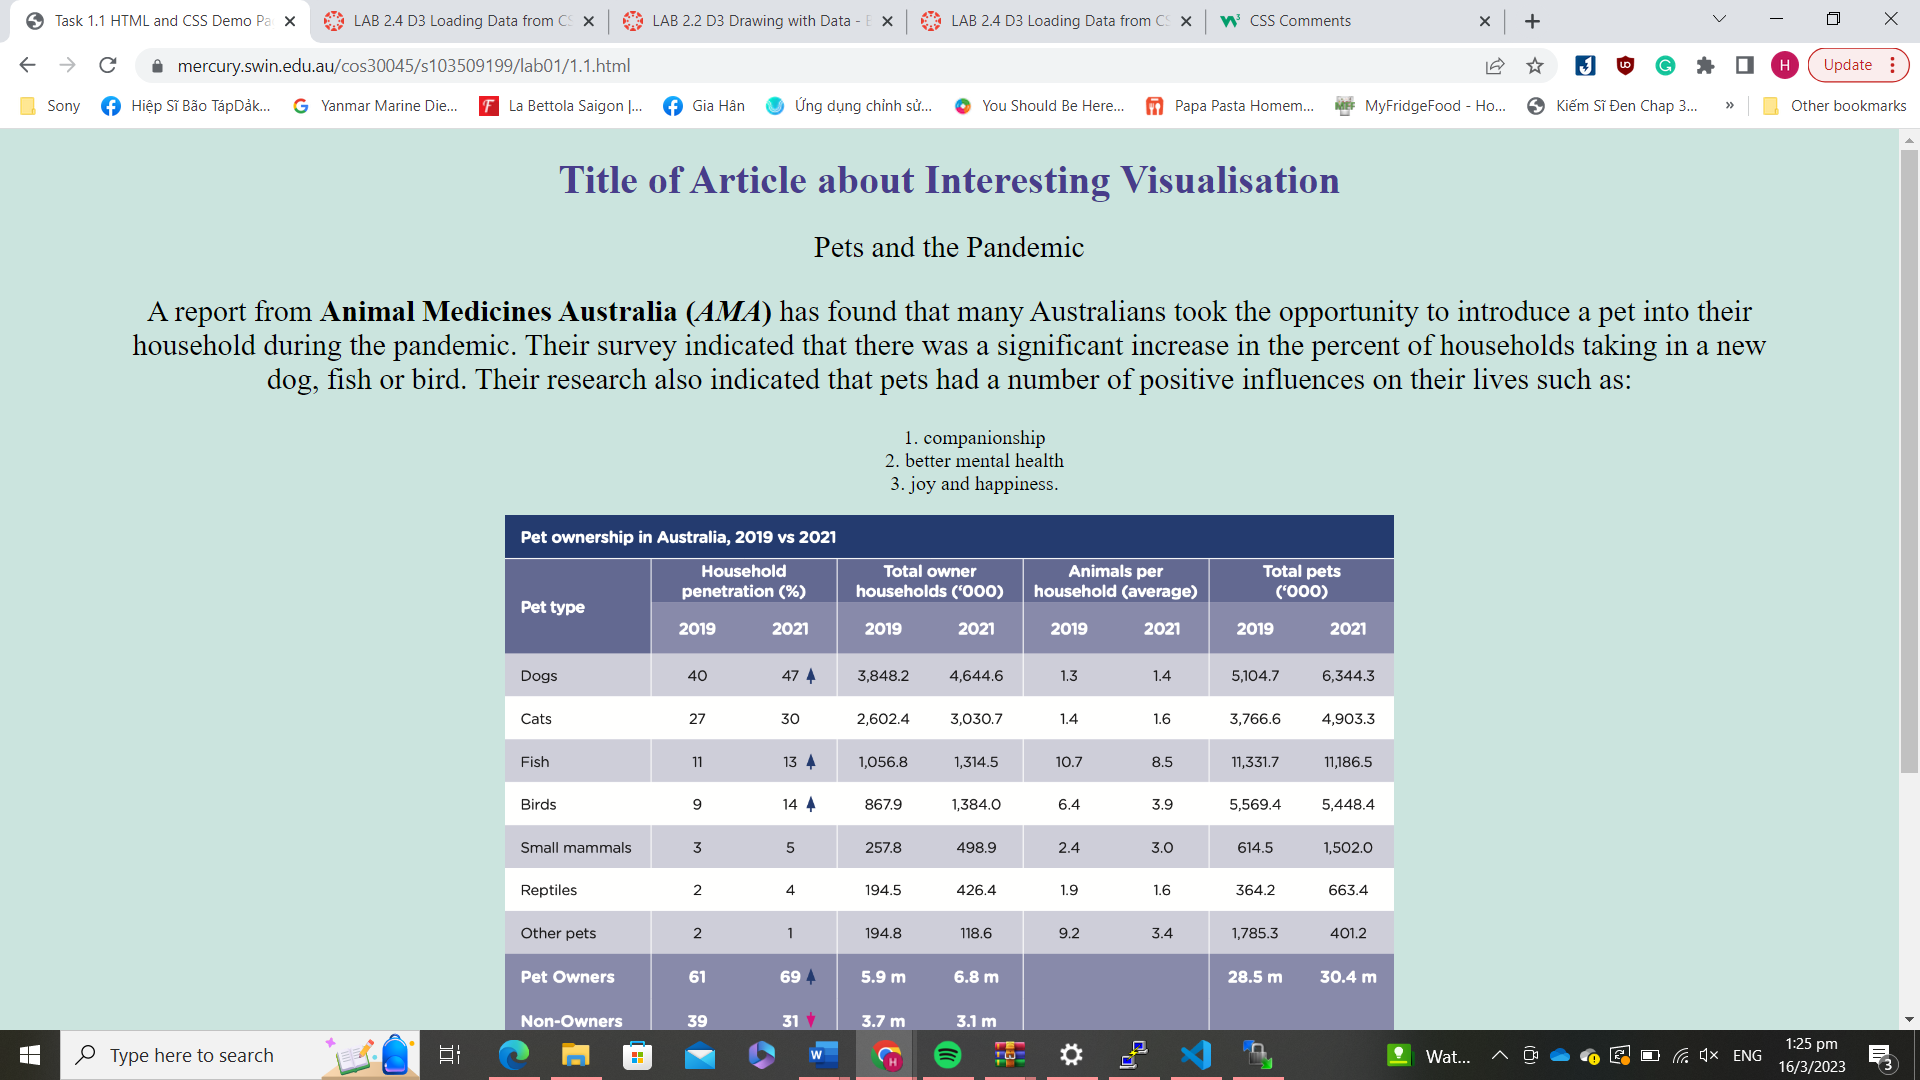 Task 1.1 HTML and CSS Demo Pa
LAB 2.4 D3 Loading Data from CS
LAB 2.2 D3 Drawing with Data - E
LAB 2.4 D3 Loading Data from CS
CSS Comments
mercury.swin.edu.au/cos30045/s103509199/lab01/1.1.html
H
Update
Sony
Hiệp Sĩ Bão TápDảk...
Yanmar Marine Die...
La Bettola Saigon |...
Gia Hân
Ứng dụng chỉnh sử...
You Should Be Here...
Papa Pasta Homem...
MyFridgeFood - Ho...
Kiếm Sĩ Đen Chap 3...
»
Other bookmarks
Title of Article about Interesting Visualisation
Pets and the Pandemic
A report from Animal Medicines Australia (AMA) has found that many Australians took the opportunity to introduce a pet into their
household during the pandemic. Their survey indicated that there was a significant increase in the percent of households taking in a new
dog, fish or bird. Their research also indicated that pets had a number of positive influences on their lives such as:
1. companionship
2. better mental health
3. joy and happiness.
Pet ownership in Australia, 2019 vs 2021
Pet type
Household penetration (%)
Total owner households ('000)
Animals per household (average)
Total pets ('000)
2019 2021 2019 2021 2019 2021 2019 2021
Dogs 40 47 3,848.2 4,644.6 1.3 1.4 5,104.7 6,344.3
Cats 27 30 2,602.4 3,030.7 1.4 1.6 3,766.6 4,903.3
Fish 11 13 1,056.8 1,314.5 10.7 8.5 11,331.7 11,186.5
Birds 9 14 867.9 1,384.0 6.4 3.9 5,569.4 5,448.4
Small mammals 3 5 257.8 498.9 2.4 3.0 614.5 1,502.0
Reptiles 2 4 194.5 426.4 1.9 1.6 364.2 663.4
Other pets 2 1 194.8 118.6 9.2 3.4 1,785.3 401.2
Pet Owners 61 69 5.9 m 6.8 m 28.5 m 30.4 m
Non-Owners 39 31 3.7 m 3.1 m
Type here to search
Wat...
ENG
1:25 pm
16/3/2023
3